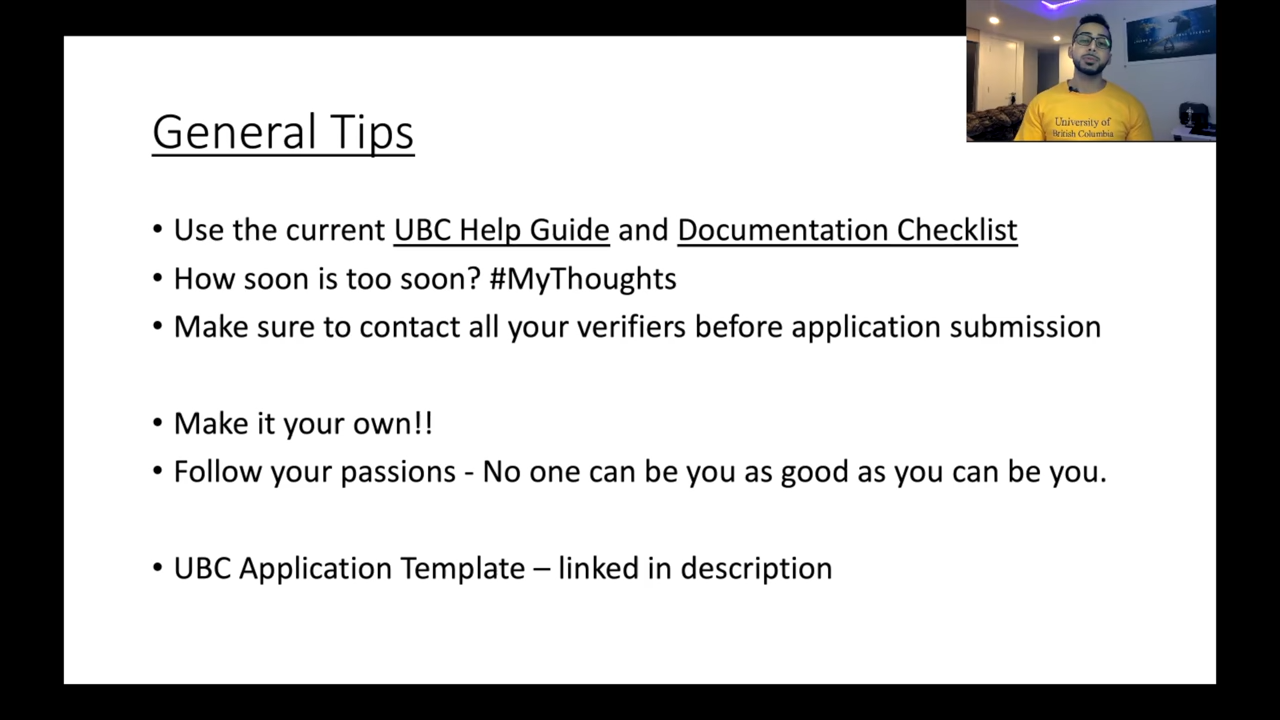 General Tips
University of
British Columbia
• Use the current UBC Help Guide and Documentation Checklist
• How soon is too soon? #MyThoughts
• Make sure to contact all your verifiers before application submission
• Make it your own!!
• Follow your passions - No one can be you as good as you can be you.
• UBC Application Template – linked in description